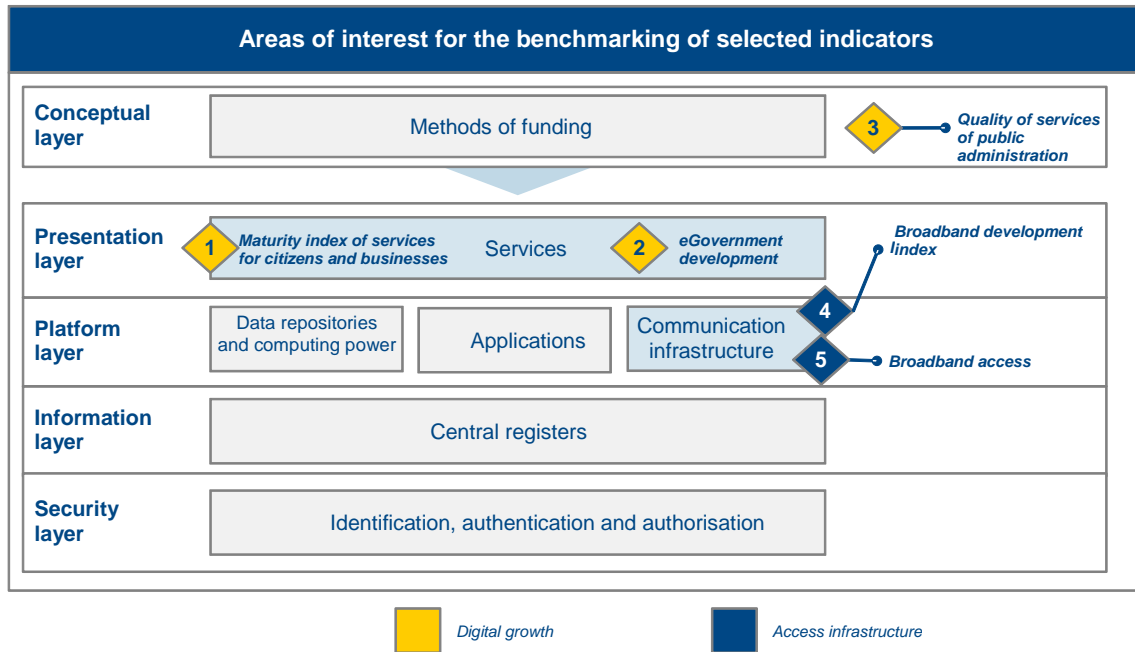 Areas of interest for the benchmarking of selected indicators
Conceptual
layer
Methods of funding
3
Quality of services
of public
administration
Presentation
layer
1
Maturity index of services
for citizens and businesses
Services
2
eGovernment
development
Broadband development
lindex
Platform
layer
Data repositories
and computing power
Applications
Communication
infrastructure
4
5
Broadband access
Information
layer
Central registers
Security
layer
Identification, authentication and authorisation
Digital growth
Access infrastructure